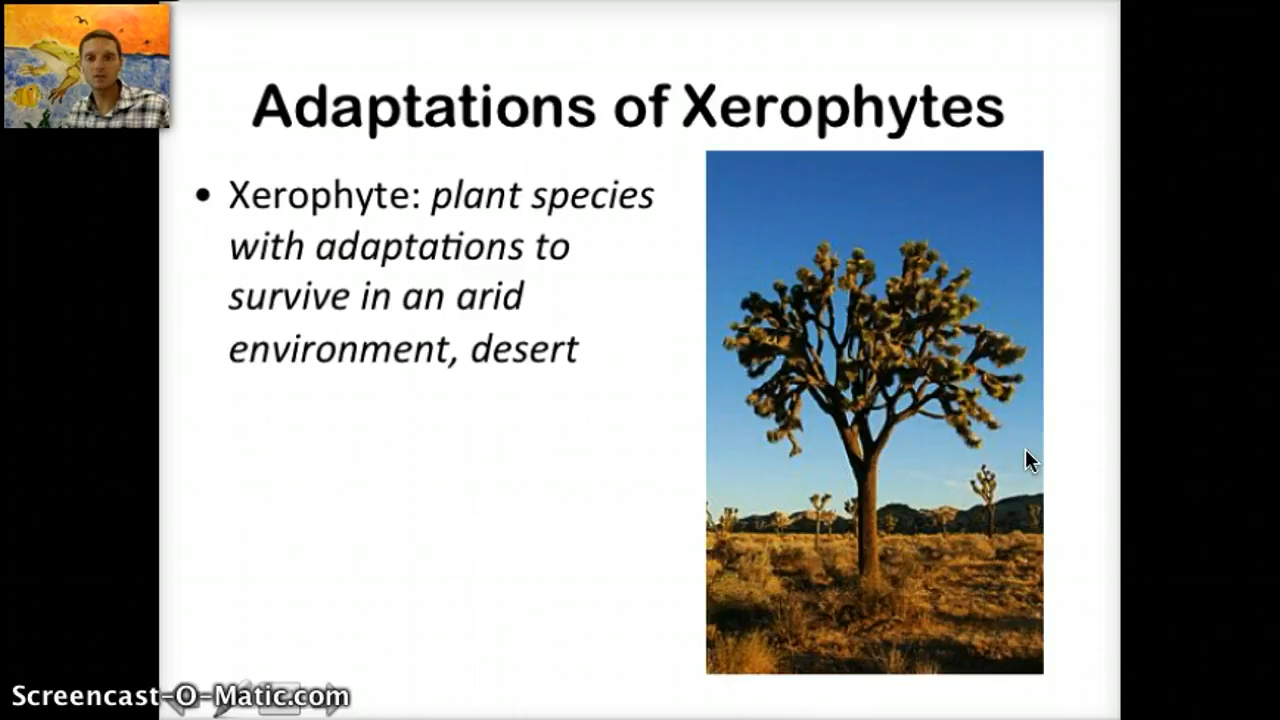 Adaptations of Xerophytes
• Xerophyte: plant species
with adaptations to
survive in an arid
environment, desert
Screencast-O-Matic.com